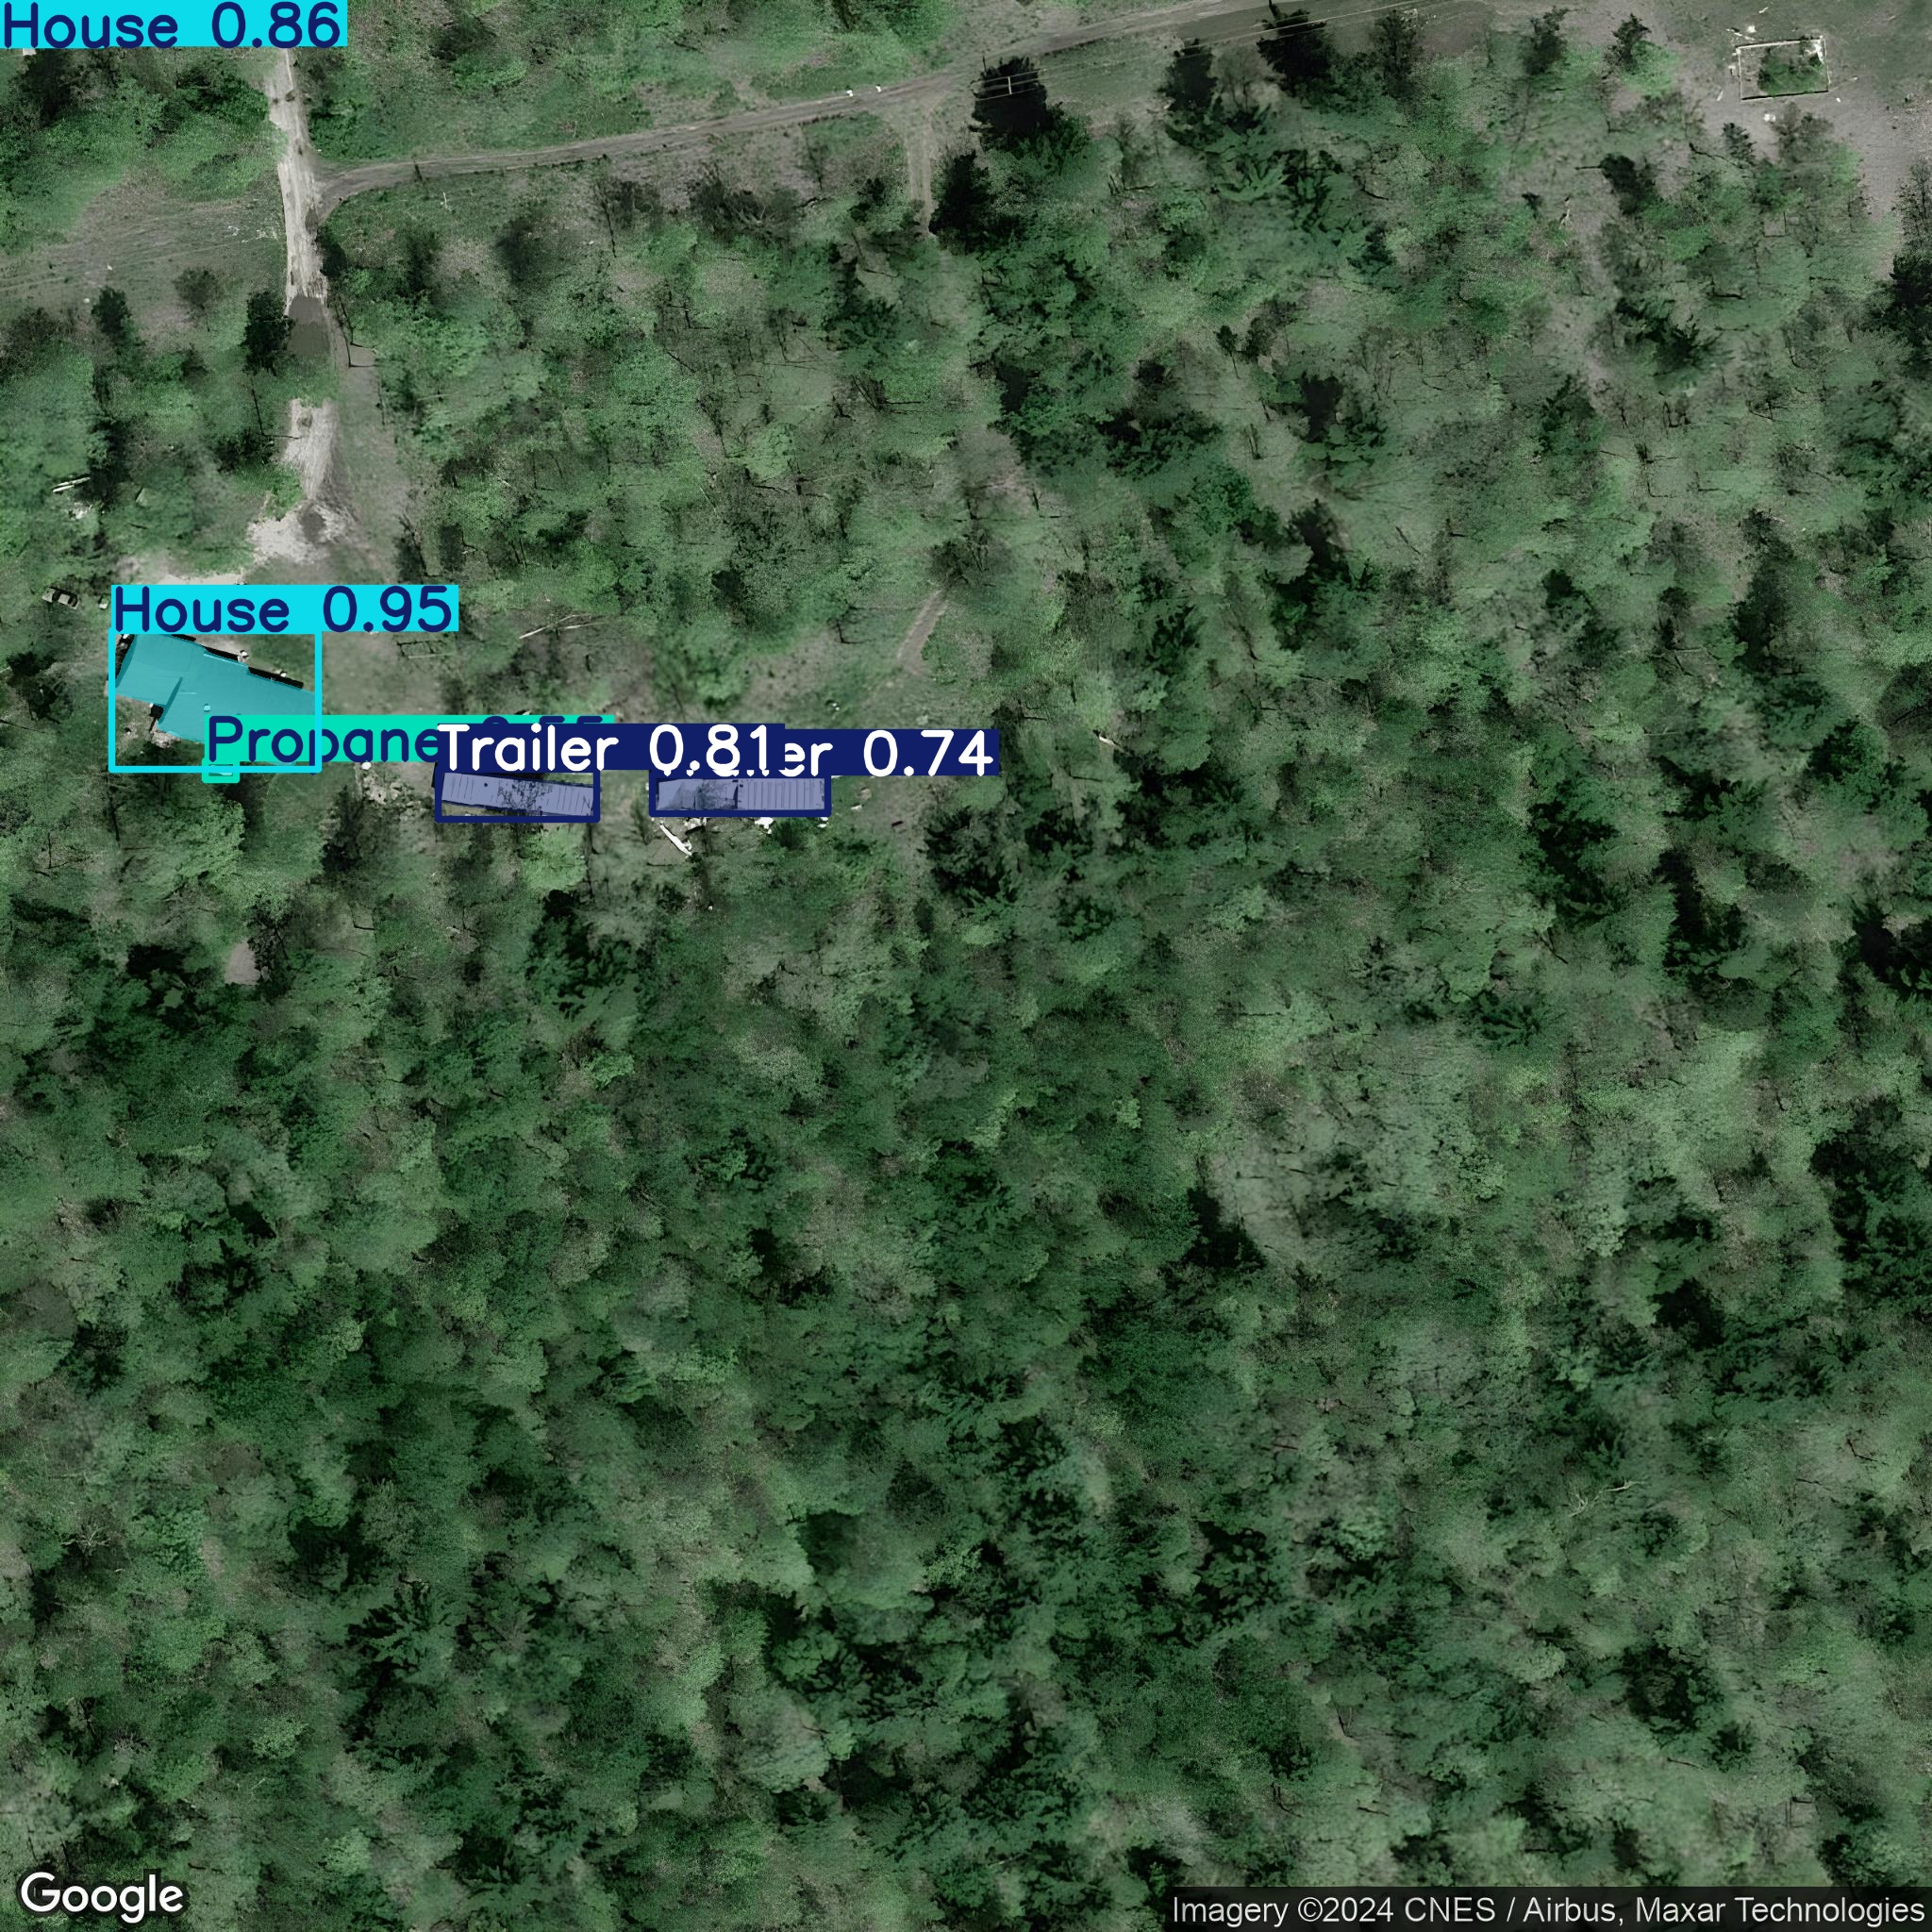 House 0.86
House 0.95
Propane
Trailer 0.81
er 0.74
Google
Imagery ©2024 CNES / Airbus, Maxar Technologies